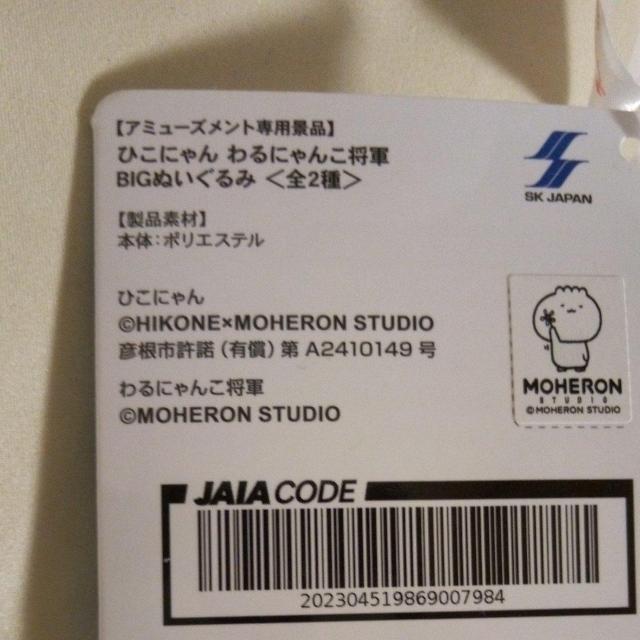 【アミューズメント専用景品】
ひこにゃん わるにゃんこ将軍
BIGぬいぐるみ ＜全2種＞
SK JAPAN
【製品素材】
本体：ポリエステル
ひこにゃん
©HIKONE×MOHERON STUDIO
彦根市許諾（有償）第 A2410149 号
わるにゃんこ将軍
©MOHERON STUDIO
MOHERON
STUDIO
©MOHERON STUDIO
JAIA CODE
202304519869007984